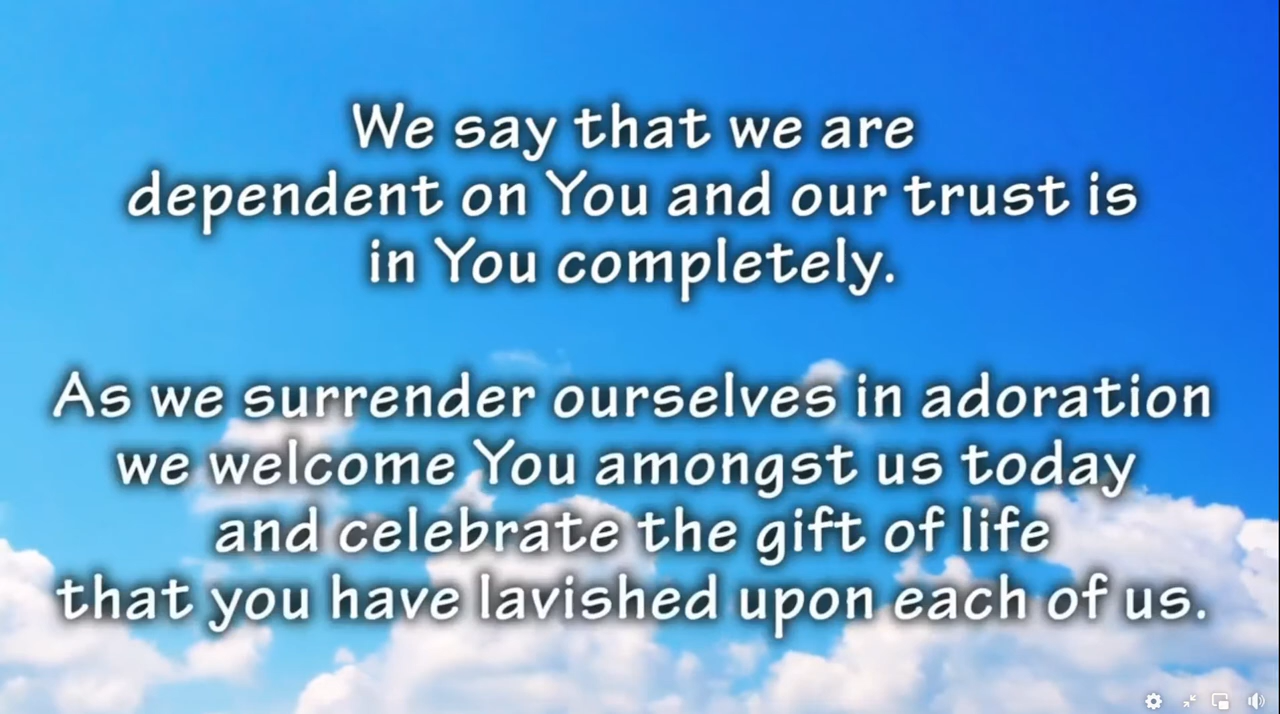 We say that we are
dependent on You and our trust is
in You completely.
As we surrender ourselves in adoration
we welcome You amongst us today
and celebrate the gift of life
that you have lavished upon each of us.